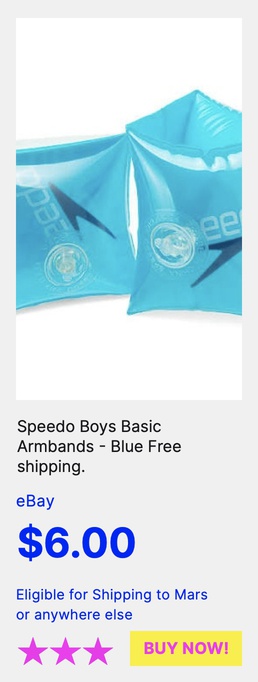 Speedo Boys Basic
Armbands - Blue Free
shipping.
eBay
$6.00
Eligible for Shipping to Mars
or anywhere else
BUY NOW!